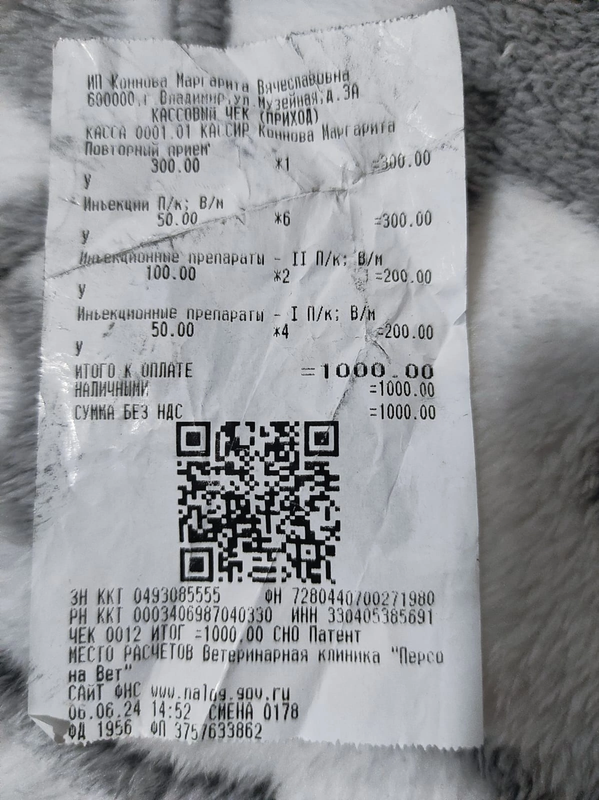 ИП Коннова Маргарита Вячеславовна
600000,г Владимир,ул Музейная,д.3А
КАССОВЫЙ ЧЕК (ПРИХОД)
КАССА 0001.01 КАССИР Коннова Маргарита
Повторный прием
300.00 *1 =300.00
У
Инъекции П/к; В/м
50.00 *6 =300.00
У
Инъекционные препараты - II П/к; В/м
100.00 *2 =200.00
У
Инъекционные препараты - I П/к; В/м
50.00 *4 =200.00
У
ИТОГО К ОПЛАТЕ =1000.00
НАЛИЧНЫМИ =1000.00
СУММА БЕЗ НДС =1000.00
ЗН ККТ 0493085555 ФН 7280440700271980
РН ККТ 0003406987040330 ИНН 330405385691
ЧЕК 0012 ИТОГ =1000.00 СНО Патент
МЕСТО РАСЧЕТОВ Ветеринарная клиника "Персо
на Вет"
САЙТ ФНС www.nalog.gov.ru
06.06.24 14:52 СМЕНА 0178
ФД 1956 ФП 3757633862